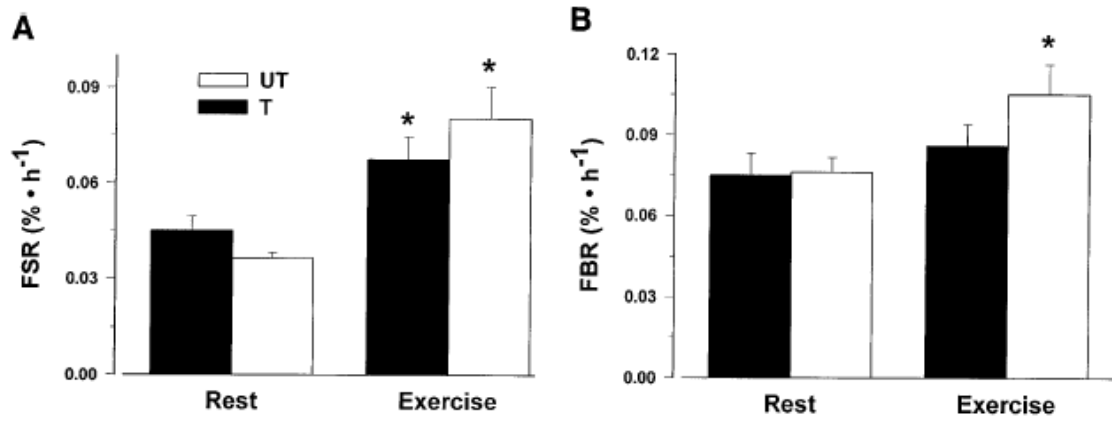 A
FSR (% • h⁻¹)
0.09
0.06
0.03
0.00
UT
T
*
*
Rest
Exercise
B
FBR (% • h⁻¹)
0.12
0.09
0.06
0.03
0.00
*
Rest
Exercise